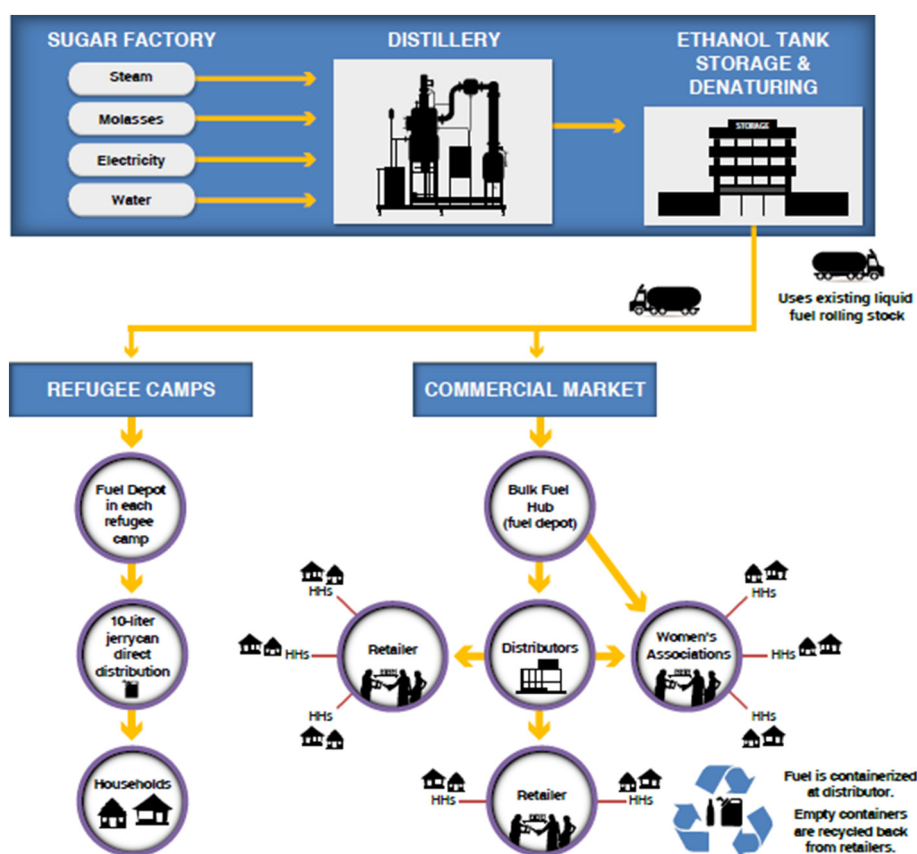 SUGAR FACTORY
Steam
Molasses
Electricity
Water
DISTILLERY
ETHANOL TANK
STORAGE &
DENATURING
STORAGE
Uses existing liquid
fuel rolling stock
REFUGEE CAMPS
Fuel Depot
in each
refugee
camp
10-liter
jerrycan
direct
distribution
Households
COMMERCIAL MARKET
Bulk Fuel
Hub
(fuel depot)
HHs
HHs
HHs
Retailer
Distributors
Women's
Associations
HHs
HHs
HHs
HHs
Retailer
HHs
Fuel is containerized
at distributor.
Empty containers
are recycled back
from retailers.